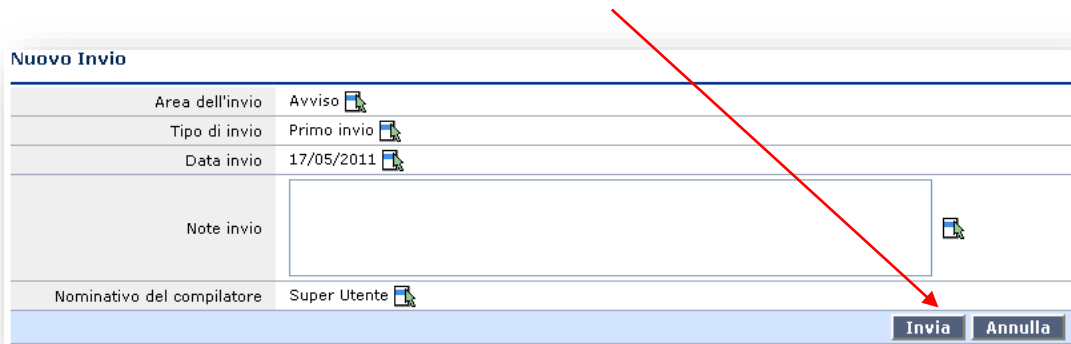 Nuovo Invio
Area dell'invio Avviso
Tipo di invio Primo invio
Data invio 17/05/2011
Note invio
Nominativo del compilatore Super Utente
Invia Annulla